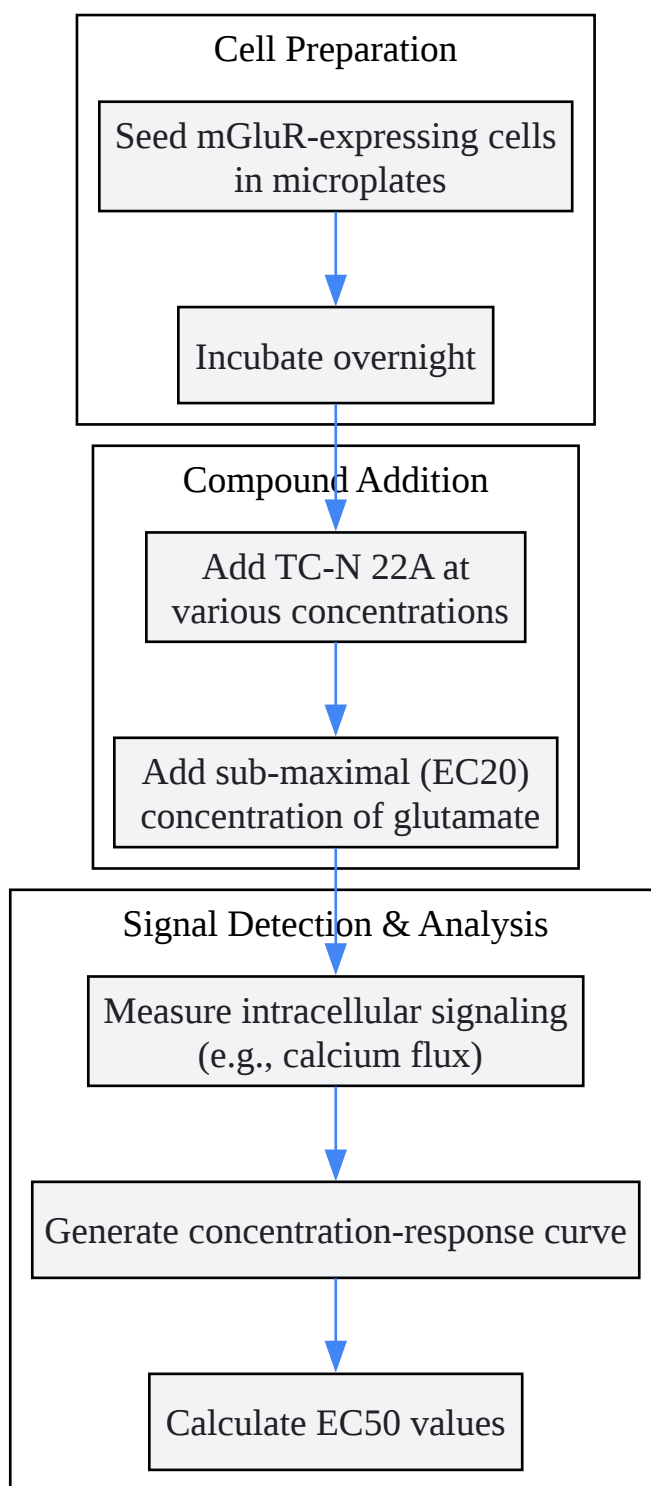 Cell Preparation
Seed mGluR-expressing cells
in microplates
Incubate overnight
Compound Addition
Add TC-N 22A at
various concentrations
Add sub-maximal (EC20)
concentration of glutamate
Signal Detection & Analysis
Measure intracellular signaling
(e.g., calcium flux)
Generate concentration-response curve
Calculate EC50 values